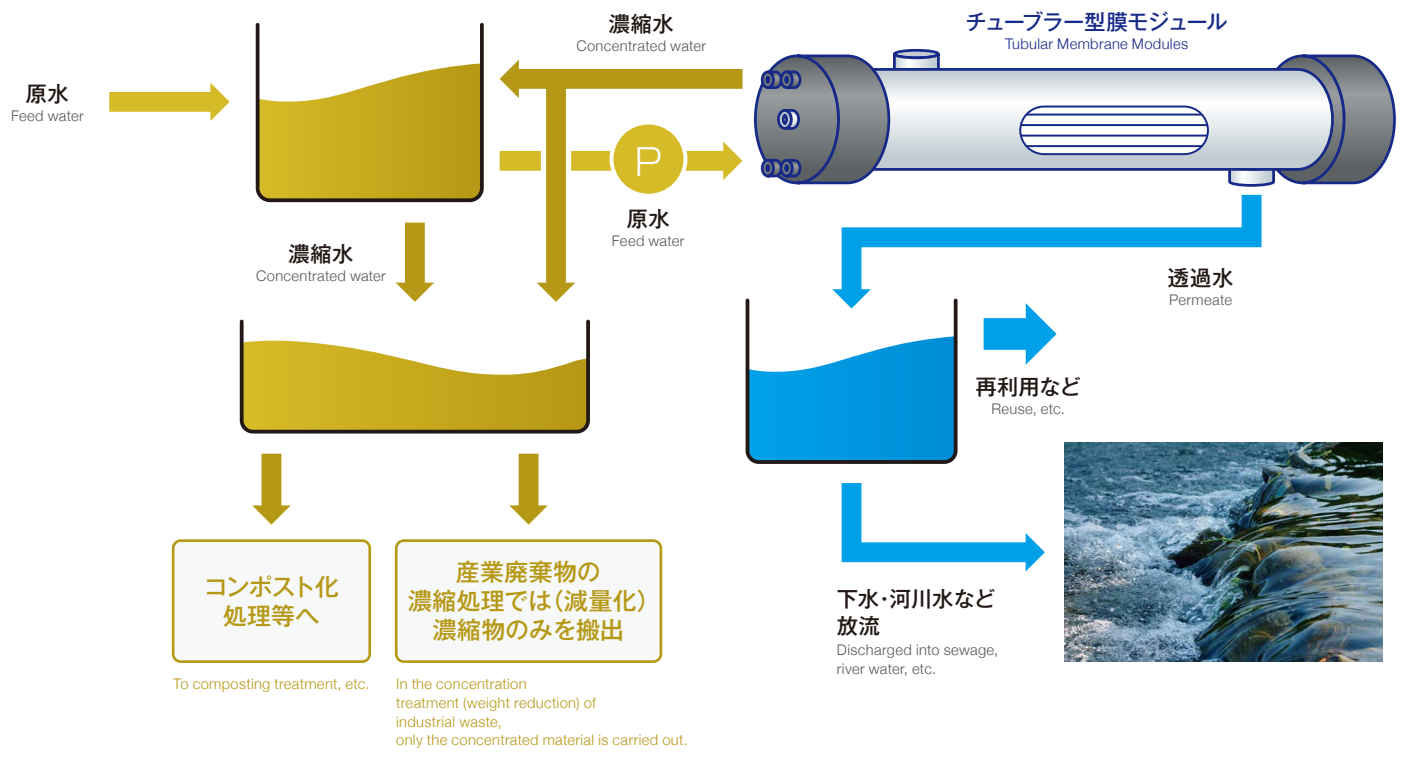 濃縮水
Concentrated water
チューブラー型膜モジュール
Tubular Membrane Modules
原水
Feed water
P
原水
Feed water
濃縮水
Concentrated water
透過水
Permeate
再利用など
Reuse, etc.
コンポスト化
処理等へ
To composting treatment, etc.
産業廃棄物の
濃縮処理では(減量化)
濃縮物のみを搬出
In the concentration
treatment (weight reduction) of
industrial waste,
only the concentrated material is carried out.
下水・河川水など
放流
Discharged into sewage,
river water, etc.